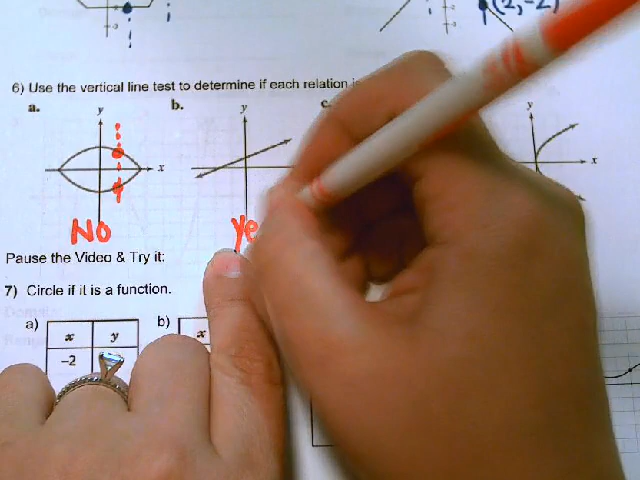 (2,-2)
6) Use the vertical line test to determine if each relation is
a. y b. y c. y
x x
NO Ye
Pause the Video & Try it:
7) Circle if it is a function.
a) b)
x y x
-2